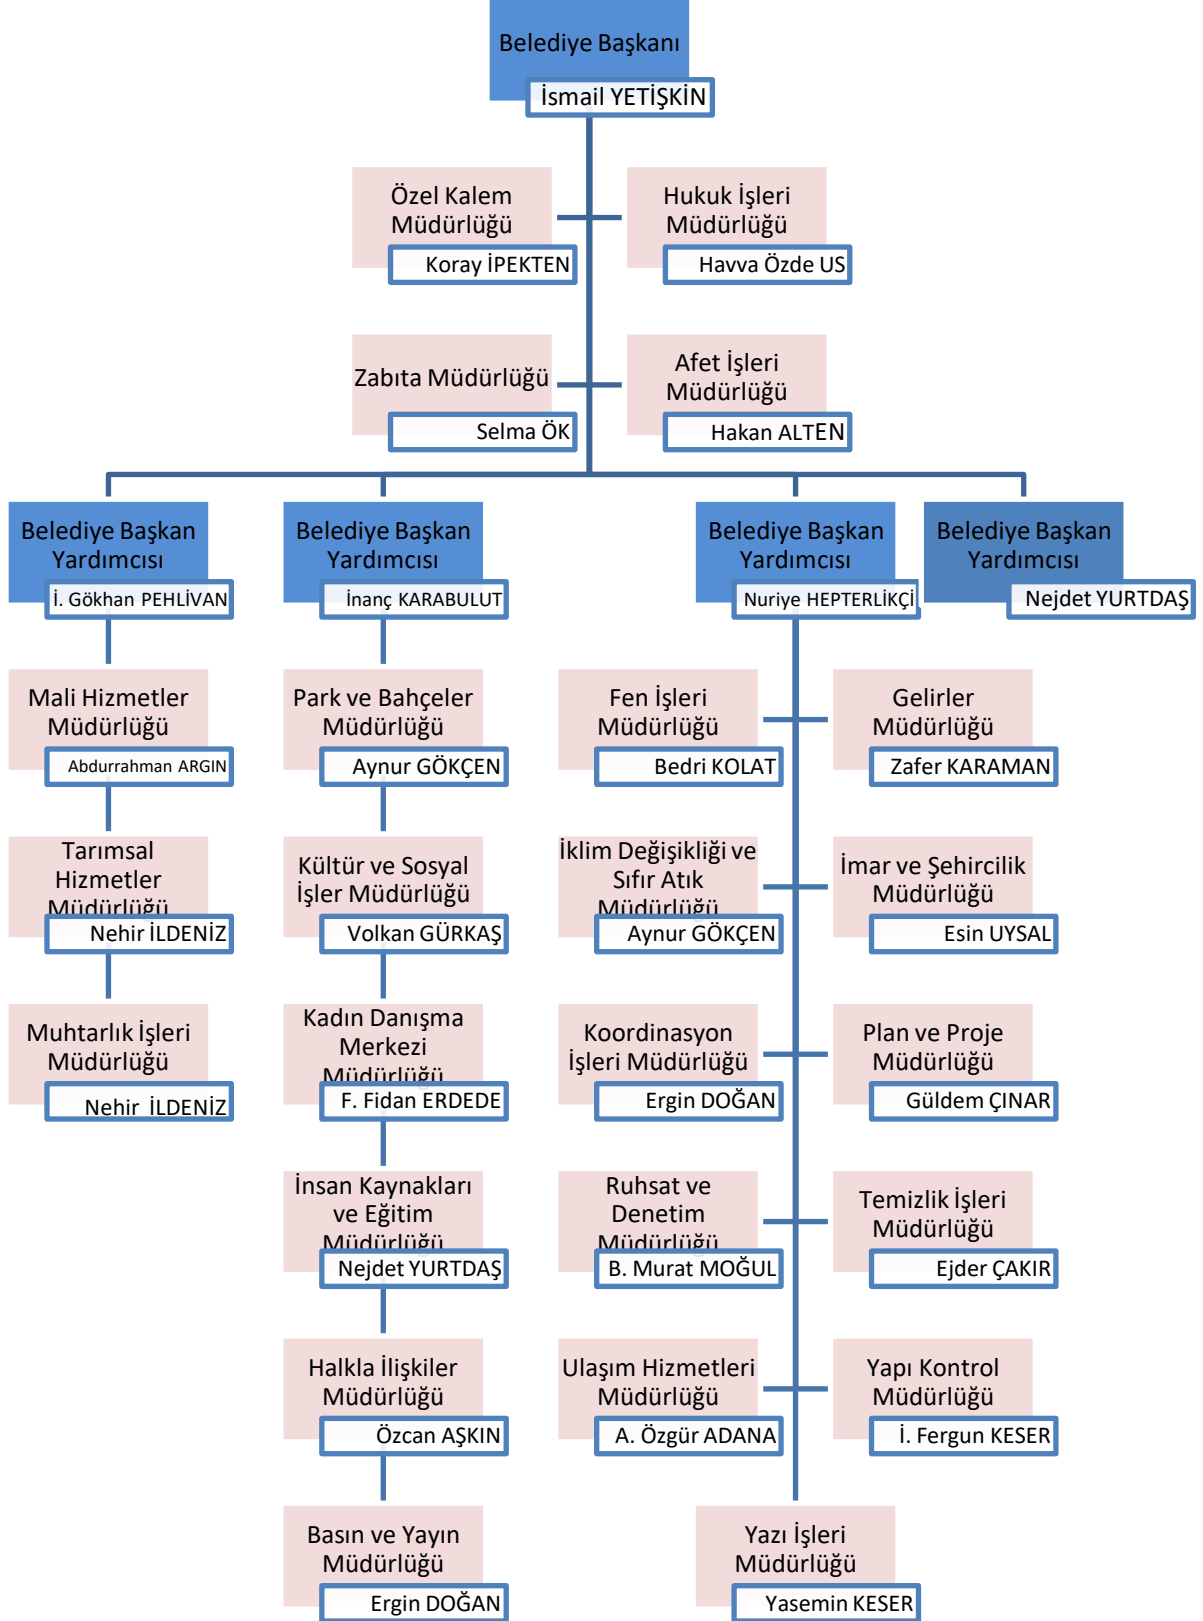 Belediye Başkanı
İsmail YETİŞKİN
Özel Kalem
Müdürlüğü
Koray İPEKTEN
Hukuk İşleri
Müdürlüğü
Havva Özde US
Zabıta Müdürlüğü
Selma ÖK
Afet İşleri
Müdürlüğü
Hakan ALTEN
Belediye Başkan
Yardımcısı
İ. Gökhan PEHLİVAN
Mali Hizmetler
Müdürlüğü
Abdurrahman ARGIN
Tarımsal
Hizmetler
Müdürlüğü
Nehir İLDENİZ
Muhtarlık İşleri
Müdürlüğü
Nehir İLDENİZ
Belediye Başkan
Yardımcısı
İnanç KARABULUT
Park ve Bahçeler
Müdürlüğü
Aynur GÖKÇEN
Kültür ve Sosyal
İşler Müdürlüğü
Volkan GÜRKAŞ
Kadın Danışma
Merkezi
Müdürlüğü
F. Fidan ERDEDE
İnsan Kaynakları
ve Eğitim
Müdürlüğü
Nejdet YURTDAŞ
Halkla İlişkiler
Müdürlüğü
Özcan AŞKIN
Basın ve Yayın
Müdürlüğü
Ergin DOĞAN
Belediye Başkan
Yardımcısı
Nuriye HEPTERLİKÇİ
Fen İşleri
Müdürlüğü
Bedri KOLAT
Gelirler
Müdürlüğü
Zafer KARAMAN
İklim Değişikliği ve
Sıfır Atık
Müdürlüğü
Aynur GÖKÇEN
İmar ve Şehircilik
Müdürlüğü
Esin UYSAL
Koordinasyon
İşleri Müdürlüğü
Ergin DOĞAN
Plan ve Proje
Müdürlüğü
Güldem ÇINAR
Ruhsat ve
Denetim
Müdürlüğü
B. Murat MOĞUL
Temizlik İşleri
Müdürlüğü
Ejder ÇAKIR
Ulaşım Hizmetleri
Müdürlüğü
A. Özgür ADANA
Yapı Kontrol
Müdürlüğü
İ. Fergun KESER
Yazı İşleri
Müdürlüğü
Yasemin KESER
Belediye Başkan
Yardımcısı
Nejdet YURTDAŞ